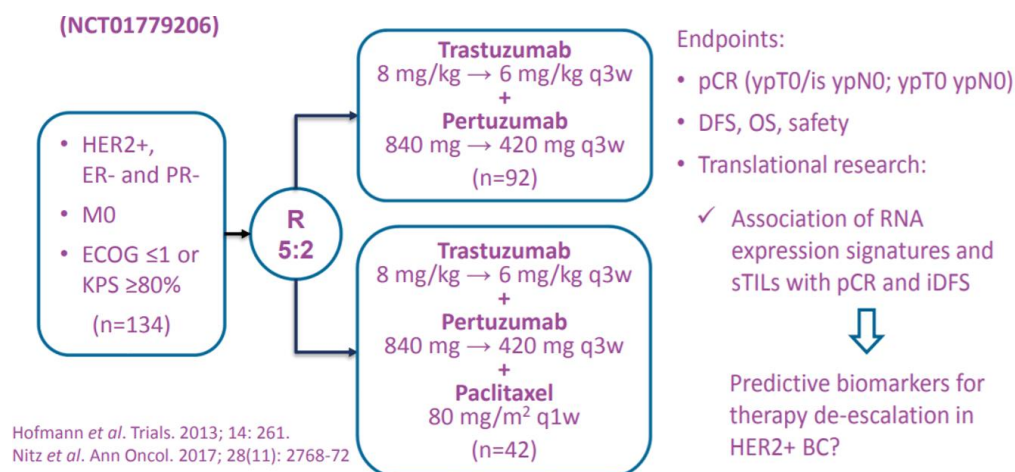 (NCT01779206)
• HER2+,
ER- and PR-
• M0
• ECOG ≤1 or
KPS ≥80%
(n=134)
R
5:2
Trastuzumab
8 mg/kg → 6 mg/kg q3w
+
Pertuzumab
840 mg → 420 mg q3w
(n=92)
Trastuzumab
8 mg/kg → 6 mg/kg q3w
+
Pertuzumab
840 mg → 420 mg q3w
+
Paclitaxel
80 mg/m² q1w
(n=42)
Endpoints:
• pCR (ypT0/is ypN0; ypT0 ypN0)
• DFS, OS, safety
• Translational research:
✓ Association of RNA
expression signatures and
sTILs with pCR and iDFS
Predictive biomarkers for
therapy de-escalation in
HER2+ BC?
Hofmann et al. Trials. 2013; 14: 261.
Nitz et al. Ann Oncol. 2017; 28(11): 2768-72